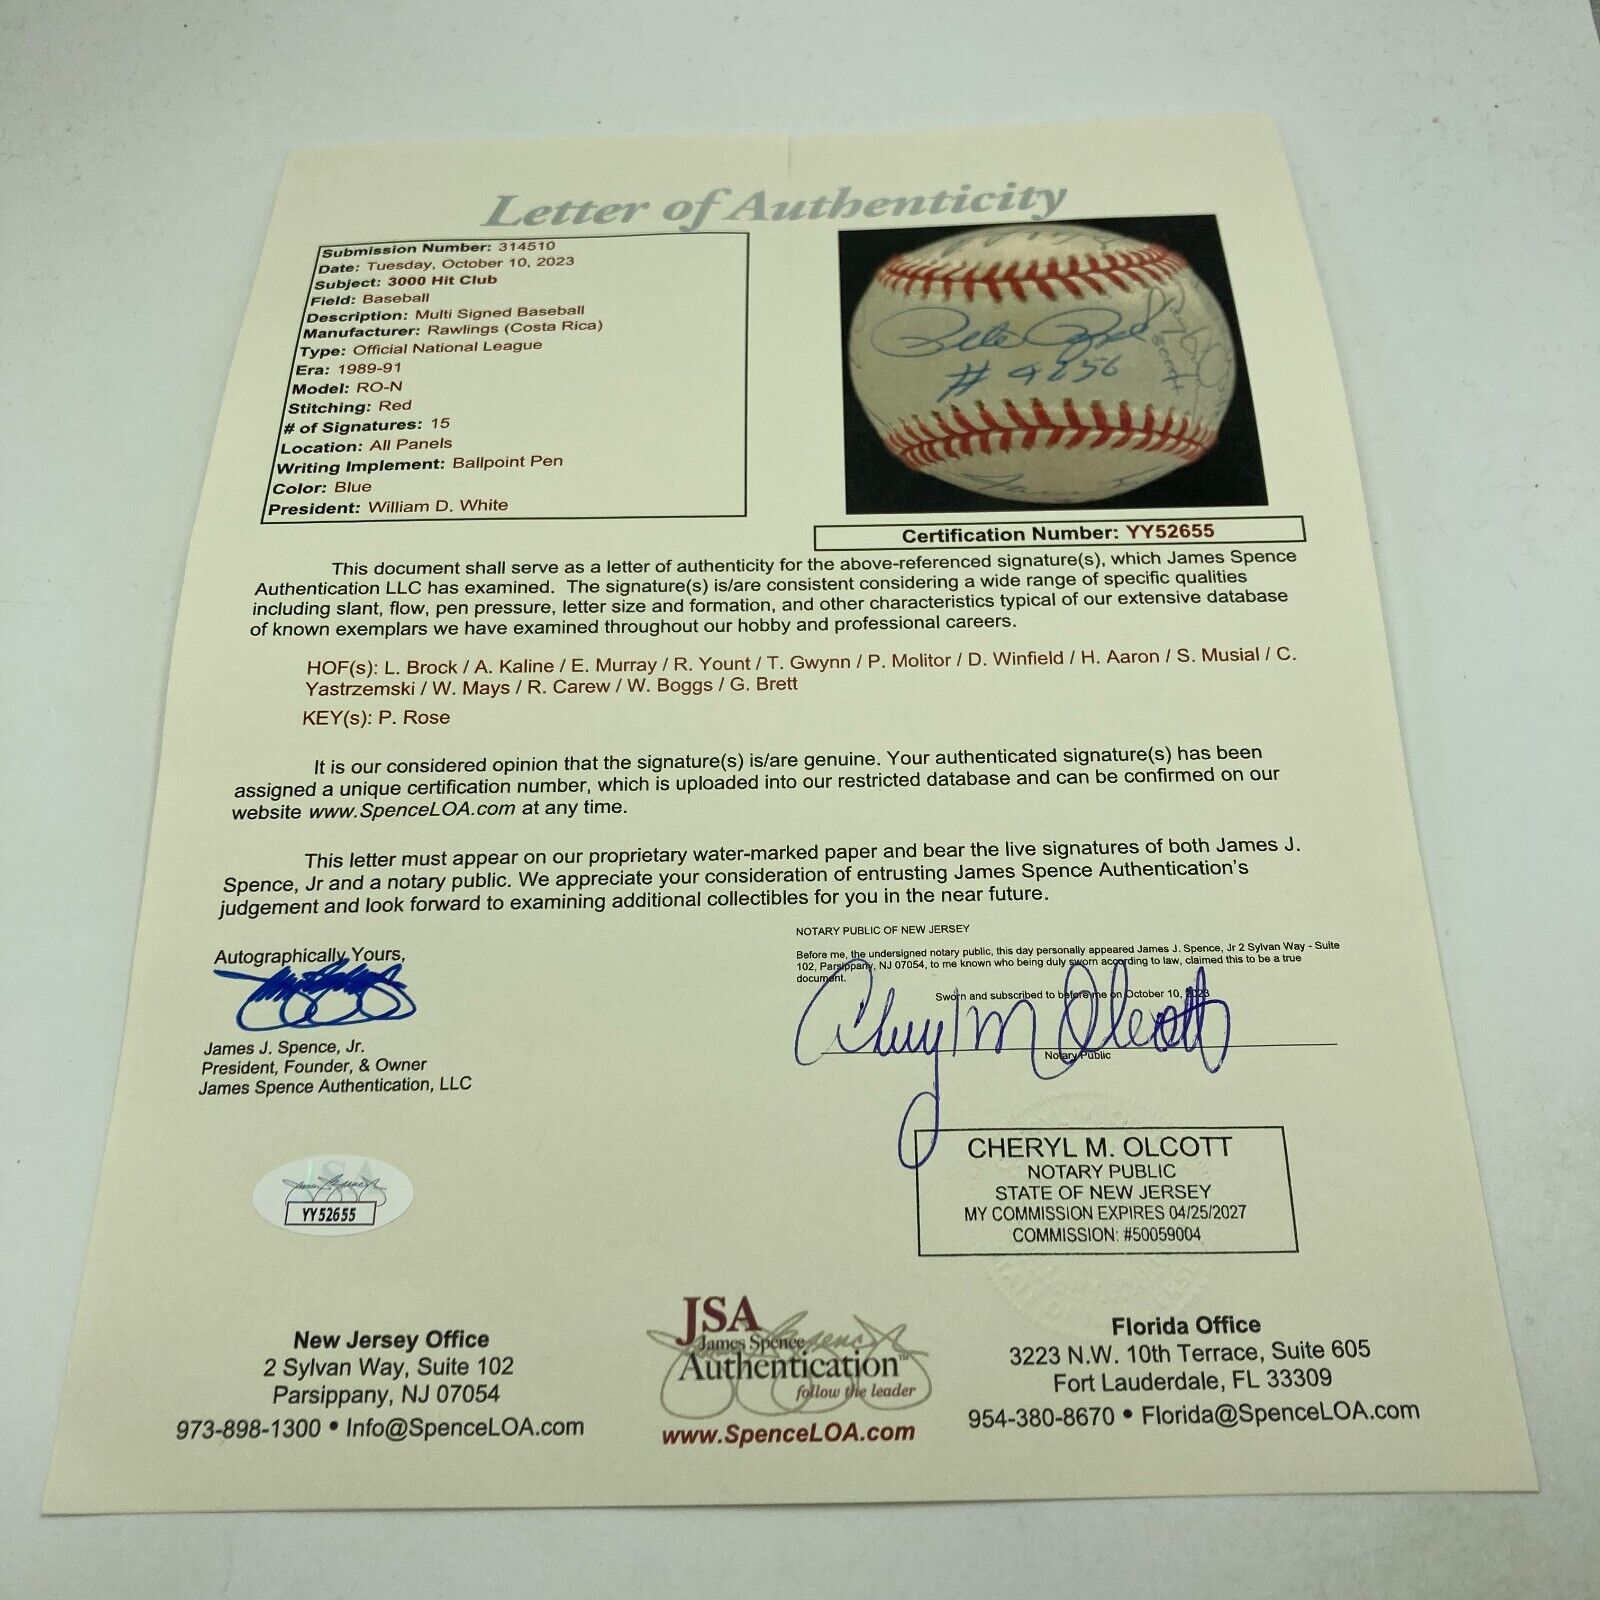 Letter of Authenticity
Submission Number: 314510
Date: Tuesday, October 10, 2023
Subject: 3000 Hit Club
Field: Baseball
Description: Multi Signed Baseball
Manufacturer: Rawlings (Costa Rica)
Type: Official National League
Era: 1989-91
Model: RO-N
Stitching: Red
# of Signatures: 15
Location: All Panels
Writing Implement: Ballpoint Pen
Color: Blue
President: William D. White
Pete Rose
# 4256
Certification Number: YY52655
This document shall serve as a letter of authenticity for the above-referenced signature(s), which James Spence
Authentication LLC has examined. The signature(s) is/are consistent considering a wide range of specific qualities
including slant, flow, pen pressure, letter size and formation, and other characteristics typical of our extensive database
of known exemplars we have examined throughout our hobby and professional careers.
HOF(s): L. Brock / A. Kaline / E. Murray / R. Yount / T. Gwynn / P. Molitor / D. Winfield / H. Aaron / S. Musial / C.
Yastrzemski / W. Mays / R. Carew / W. Boggs / G. Brett
KEY(s): P. Rose
It is our considered opinion that the signature(s) is/are genuine. Your authenticated signature(s) has been
assigned a unique certification number, which is uploaded into our restricted database and can be confirmed on our
website www.SpenceLOA.com at any time.
This letter must appear on our proprietary water-marked paper and bear the live signatures of both James J.
Spence, Jr and a notary public. We appreciate your consideration of entrusting James Spence Authentication's
judgement and look forward to examining additional collectibles for you in the near future.
NOTARY PUBLIC OF NEW JERSEY
Before me, the undersigned notary public, this day personally appeared James J. Spence, Jr 2 Sylvan Way - Suite
102, Parsippany, NJ 07054, to me known who being duly sworn according to law, claimed this to be a true
document.
Sworn and subscribed to before me on October 10, 2023
Cheryl M Olcott
Notary Public
Autographically Yours,
James J. Spence, Jr.
President, Founder, & Owner
James Spence Authentication, LLC
CHERYL M. OLCOTT
NOTARY PUBLIC
STATE OF NEW JERSEY
MY COMMISSION EXPIRES 04/25/2027
COMMISSION: #50059004
JSA
YY52655
New Jersey Office
2 Sylvan Way, Suite 102
Parsippany, NJ 07054
973-898-1300 • Info@SpenceLOA.com
JSA
James Spence
Authentication™
follow the leader
www.SpenceLOA.com
Florida Office
3223 N.W. 10th Terrace, Suite 605
Fort Lauderdale, FL 33309
954-380-8670 • Florida@SpenceLOA.com